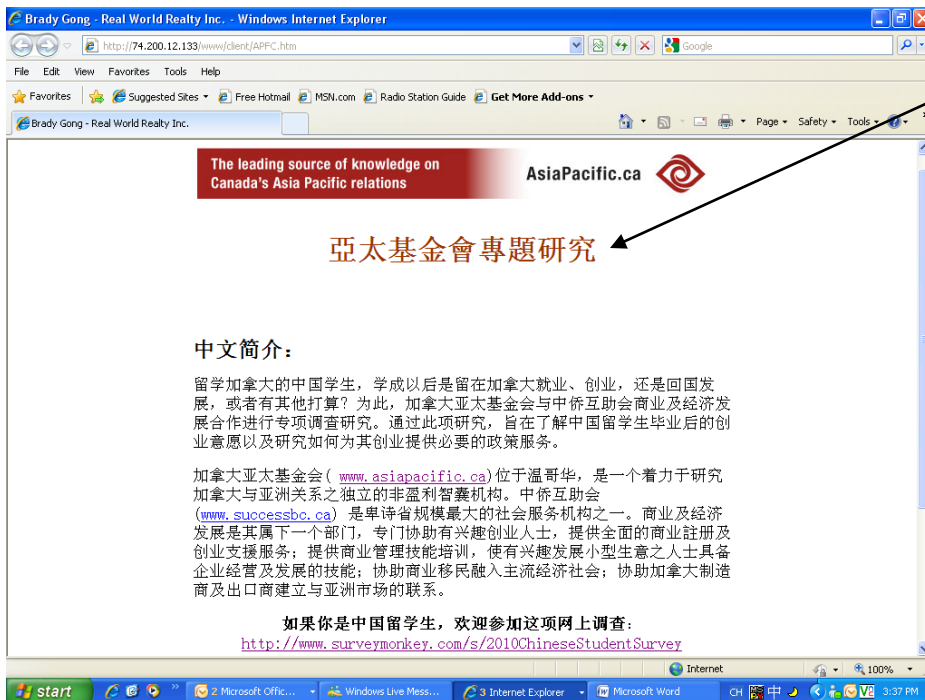 Brady Gong - Real World Realty Inc. - Windows Internet Explorer
http://74.200.12.133/www/client/APFC.htm
Google
File Edit View Favorites Tools Help
Favorites Suggested Sites Free Hotmail MSN.com Radio Station Guide Get More Add-ons
Brady Gong - Real World Realty Inc.
Page Safety Tools
The leading source of knowledge on
Canada's Asia Pacific relations
AsiaPacific.ca
亞太基金會專題研究
中文简介：
留学加拿大的中国学生，学成以后是留在加拿大就业、创业，还是回国发
展，或者有其他打算？为此，加拿大亚太基金会与中侨互助会商业及经济发
展合作进行专项调查研究。通过此项研究，旨在了解中国留学生毕业后的创
业意愿以及研究如何为其创业提供必要的政策服务。
加拿大亚太基金会( www.asiapacific.ca)位于温哥华，是一个着力于研究
加拿大与亚洲关系之独立的非盈利智囊机构。中侨互助会
(www.successbc.ca) 是卑诗省规模最大的社会服务机构之一。商业及经济
发展是其属下一个部门，专门协助有兴趣创业人士，提供全面的商业註册及
创业支援服务；提供商业管理技能培训，使有兴趣发展小型生意之人士具备
企业经营及发展的技能；协助商业移民融入主流经济社会；协助加拿大制造
商及出口商建立与亚洲市场的联系。
如果你是中国留学生，欢迎参加这项网上调查：
http://www.surveymonkey.com/s/2010ChineseStudentSurvey
Internet
100%
start
2 Microsoft Offic...
Windows Live Mess...
3 Internet Explorer
Microsoft Word
CH
中
3:37 PM